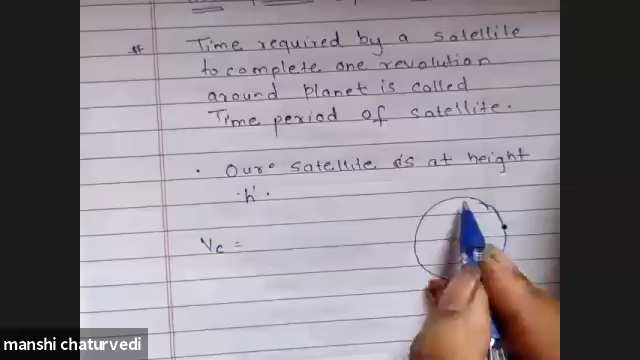 # Time required by a satellite
to complete one revolution
around planet is called
Time period of satellite.
. Our satellite is at height
'h'.
Vc =
manshi chaturvedi